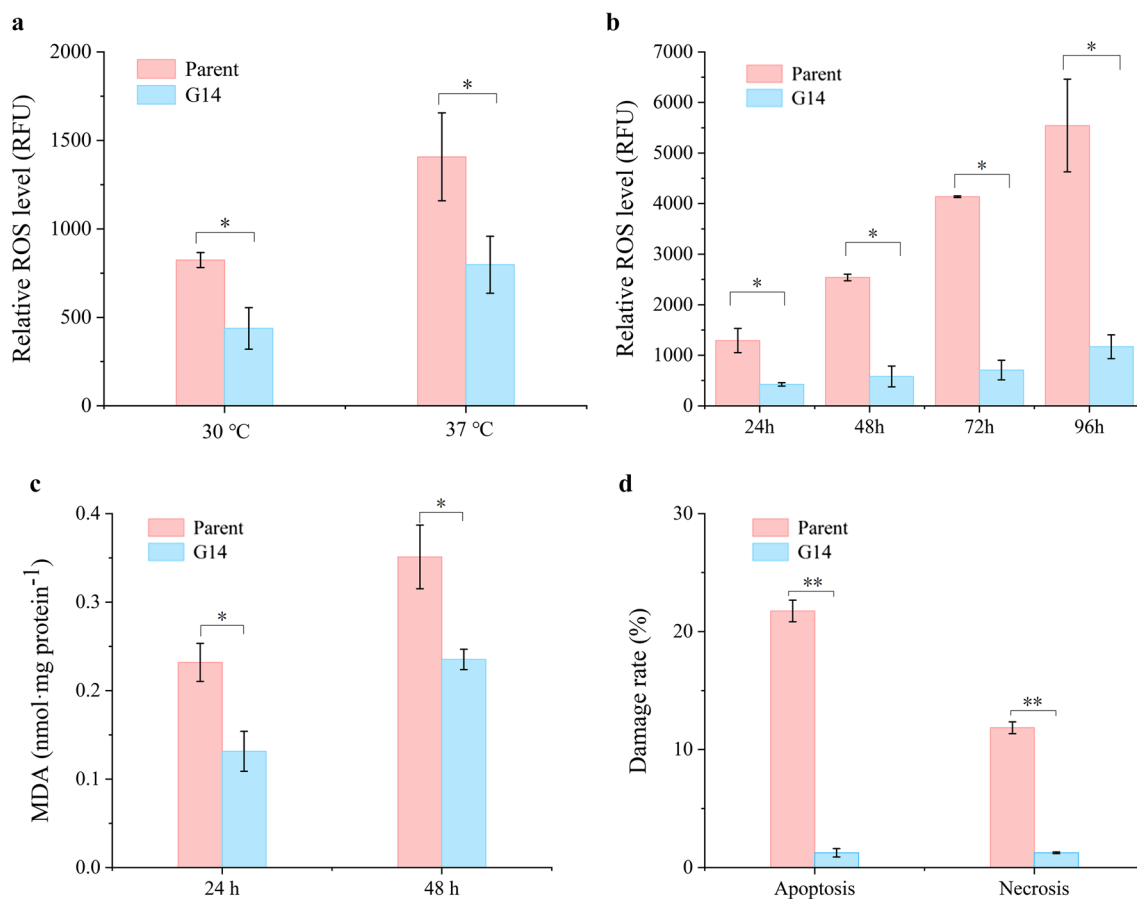 a
2000
1500
1000
500
0
Relative ROS level (RFU)
Parent
G14
*
*
30 °C
37 °C
b
7000
6000
5000
4000
3000
2000
1000
0
Relative ROS level (RFU)
Parent
G14
*
*
*
*
24h
48h
72h
96h
c
0.4
0.3
0.2
0.1
0.0
MDA (nmol·mg protein⁻¹)
Parent
G14
*
*
24 h
48 h
d
30
20
10
0
Damage rate (%)
Parent
G14
**
**
Apoptosis
Necrosis